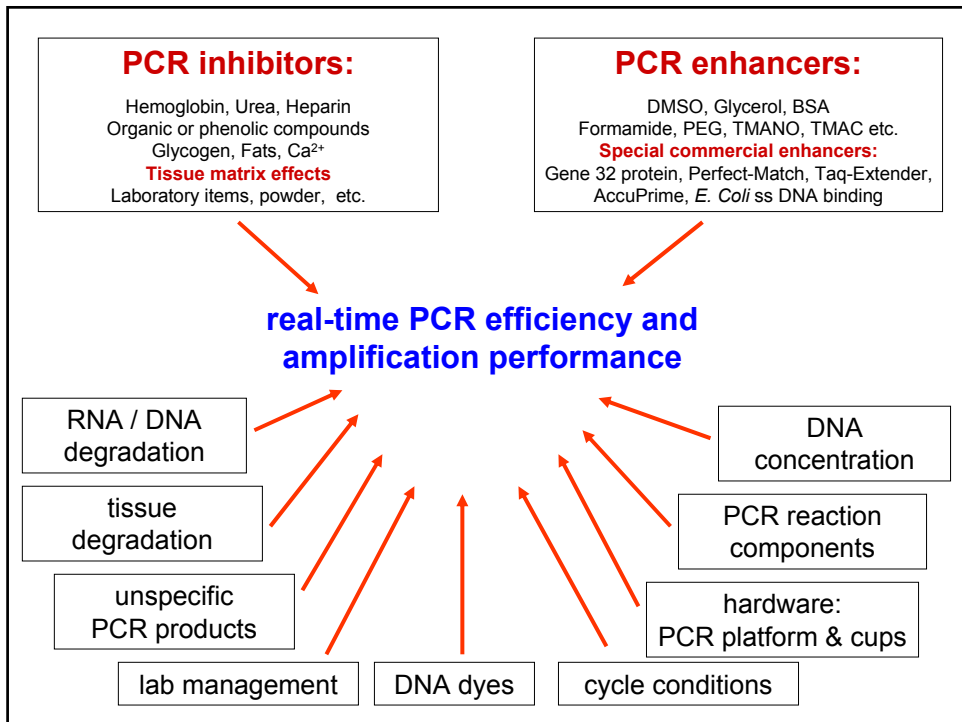 PCR inhibitors:
Hemoglobin, Urea, Heparin
Organic or phenolic compounds
Glycogen, Fats, Ca²⁺
Tissue matrix effects
Laboratory items, powder, etc.
PCR enhancers:
DMSO, Glycerol, BSA
Formamide, PEG, TMANO, TMAC etc.
Special commercial enhancers:
Gene 32 protein, Perfect-Match, Taq-Extender,
AccuPrime, E. Coli ss DNA binding
real-time PCR efficiency and
amplification performance
RNA / DNA
degradation
tissue
degradation
unspecific
PCR products
lab management
DNA dyes
cycle conditions
hardware:
PCR platform & cups
PCR reaction
components
DNA
concentration